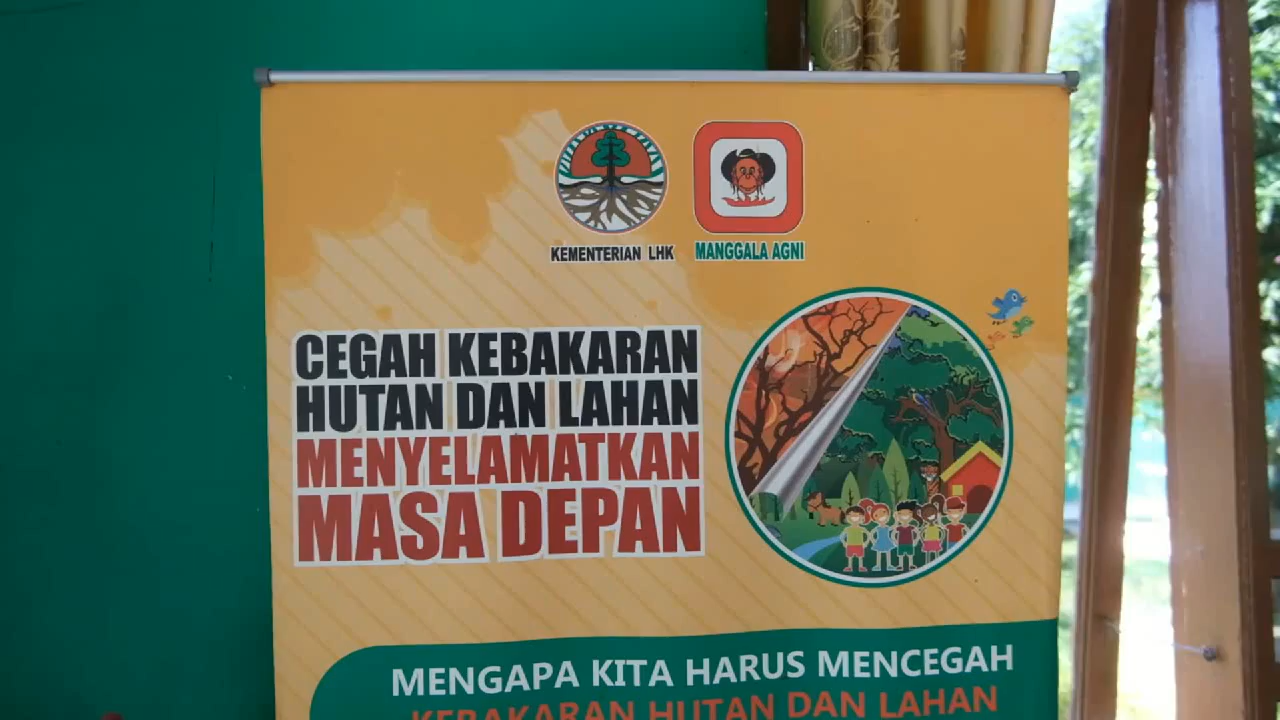 KEMENTERIAN LHK
MANGGALA AGNI
CEGAH KEBAKARAN
HUTAN DAN LAHAN
MENYELAMATKAN
MASA DEPAN
MENGAPA KITA HARUS MENCEGAH
KEBAKARAN HUTAN DAN LAHAN